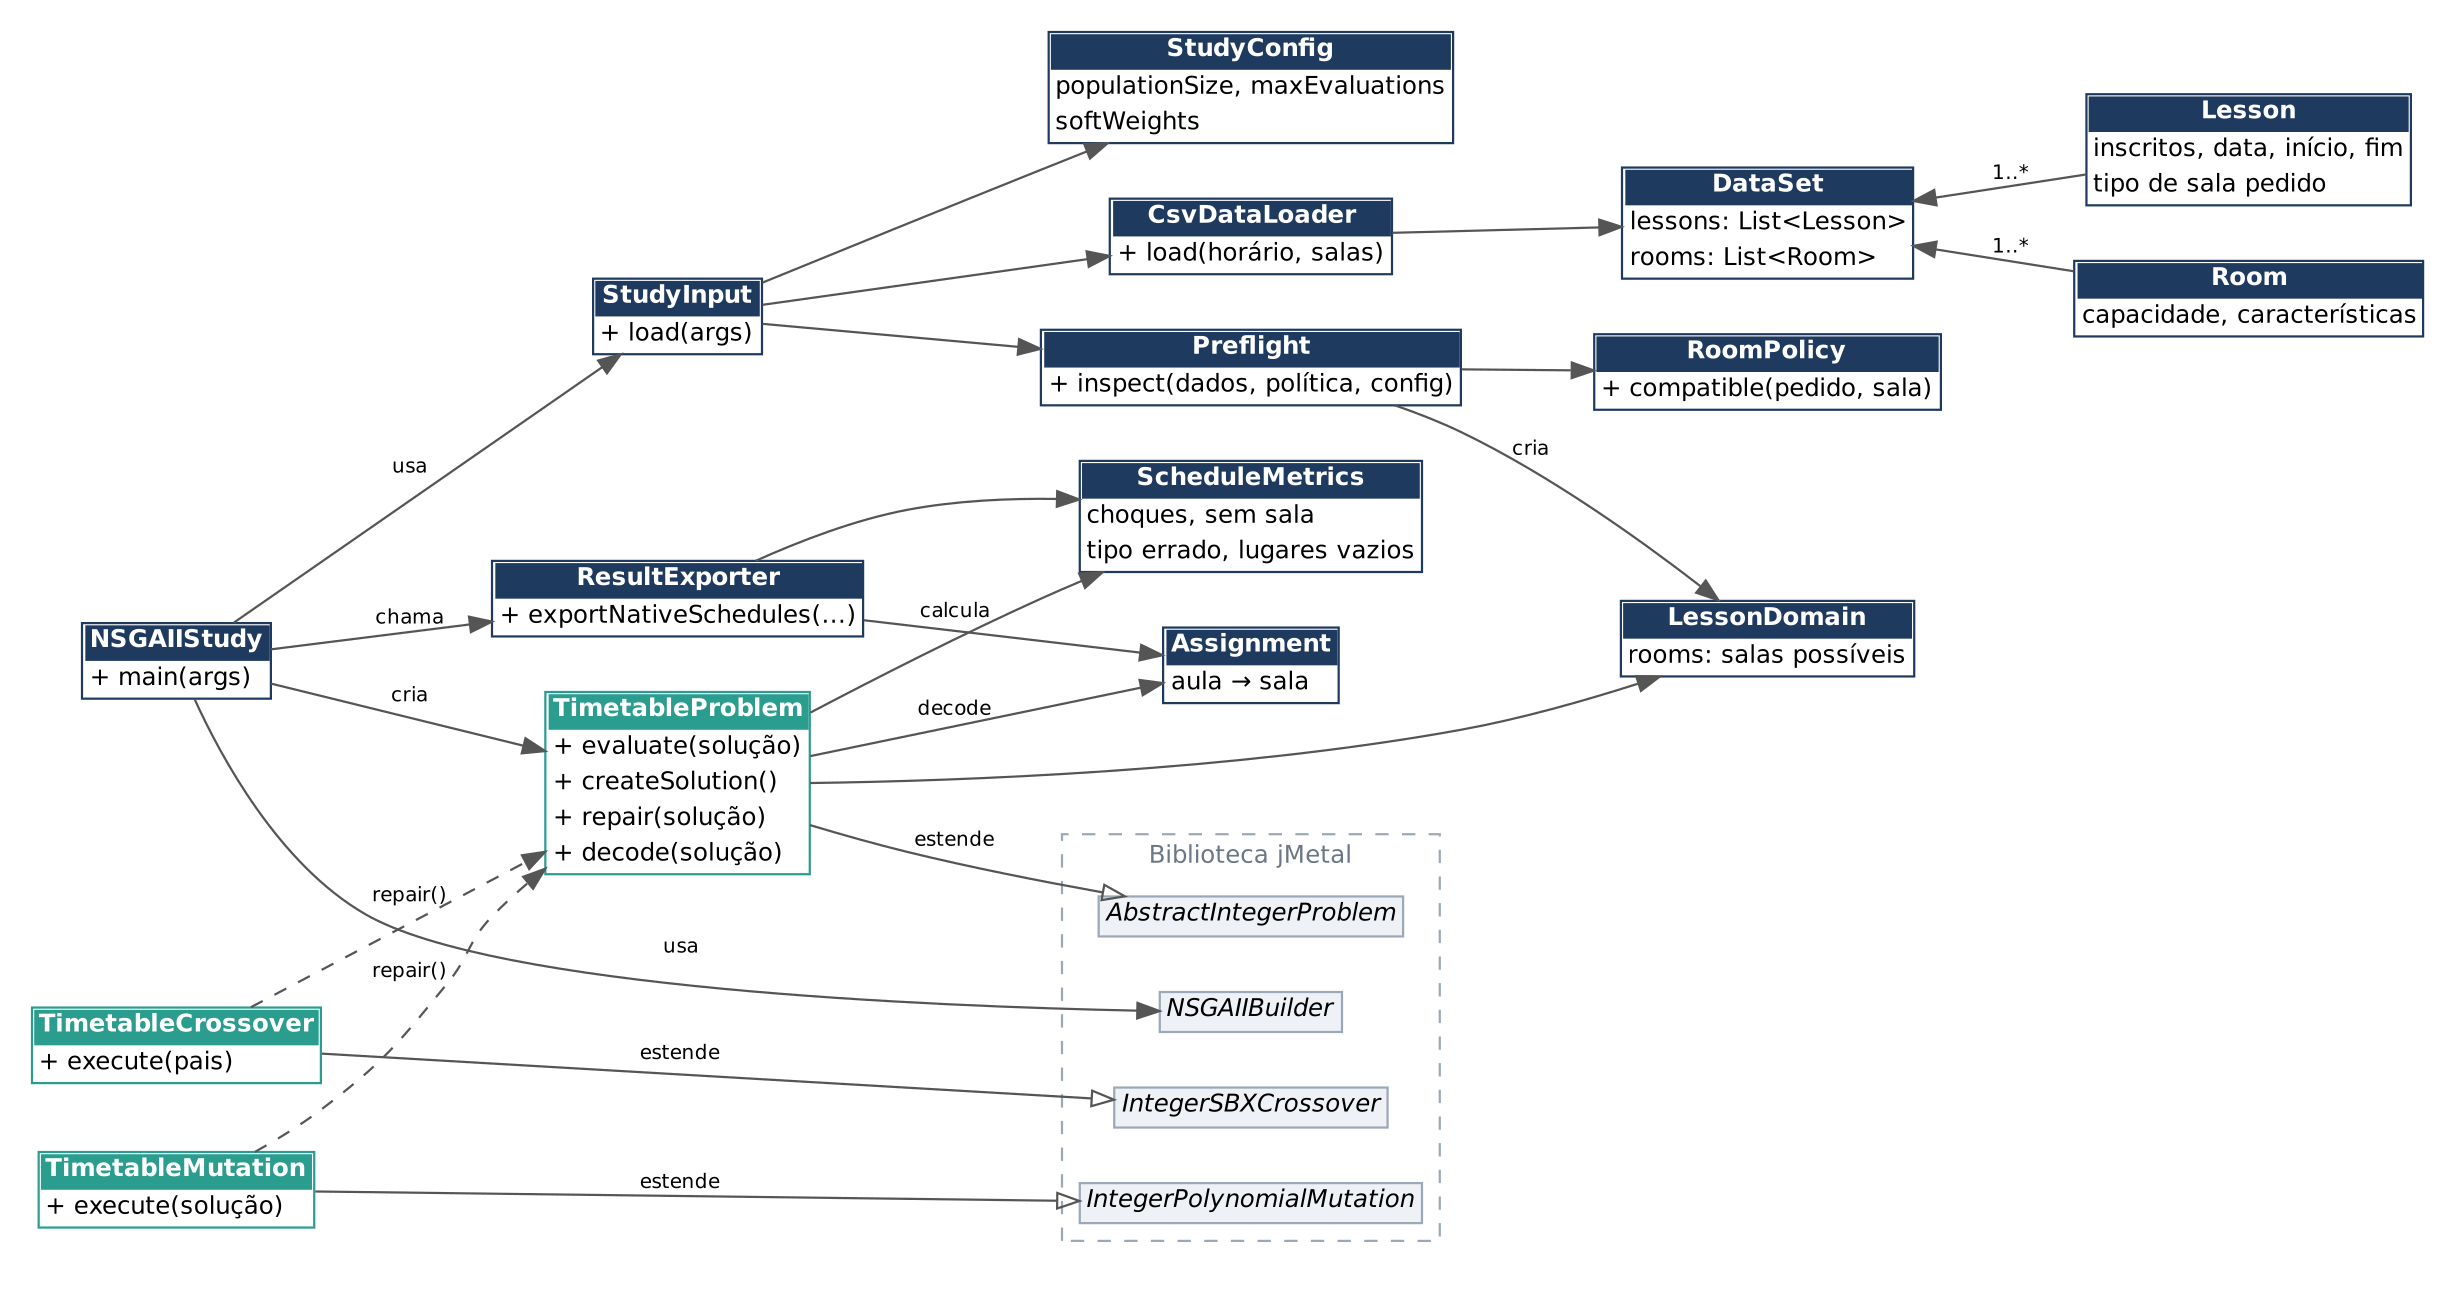 StudyConfig
populationSize, maxEvaluations
softWeights
Lesson
inscritos, data, início, fim
tipo de sala pedido
1..*
DataSet
lessons: List<Lesson>
rooms: List<Room>
CsvDataLoader
+ load(horário, salas)
1..*
Room
capacidade, características
StudyInput
+ load(args)
Preflight
+ inspect(dados, política, config)
RoomPolicy
+ compatible(pedido, sala)
cria
usa
ScheduleMetrics
choques, sem sala
tipo errado, lugares vazios
ResultExporter
+ exportNativeSchedules(...)
chama
calcula
NSGAIIStudy
+ main(args)
Assignment
aula → sala
LessonDomain
rooms: salas possíveis
cria
decode
TimetableProblem
+ evaluate(solução)
+ createSolution()
+ repair(solução)
+ decode(solução)
estende
Biblioteca jMetal
AbstractIntegerProblem
repair()
usa
repair()
NSGAIIBuilder
TimetableCrossover
+ execute(pais)
estende
IntegerSBXCrossover
TimetableMutation
+ execute(solução)
estende
IntegerPolynomialMutation